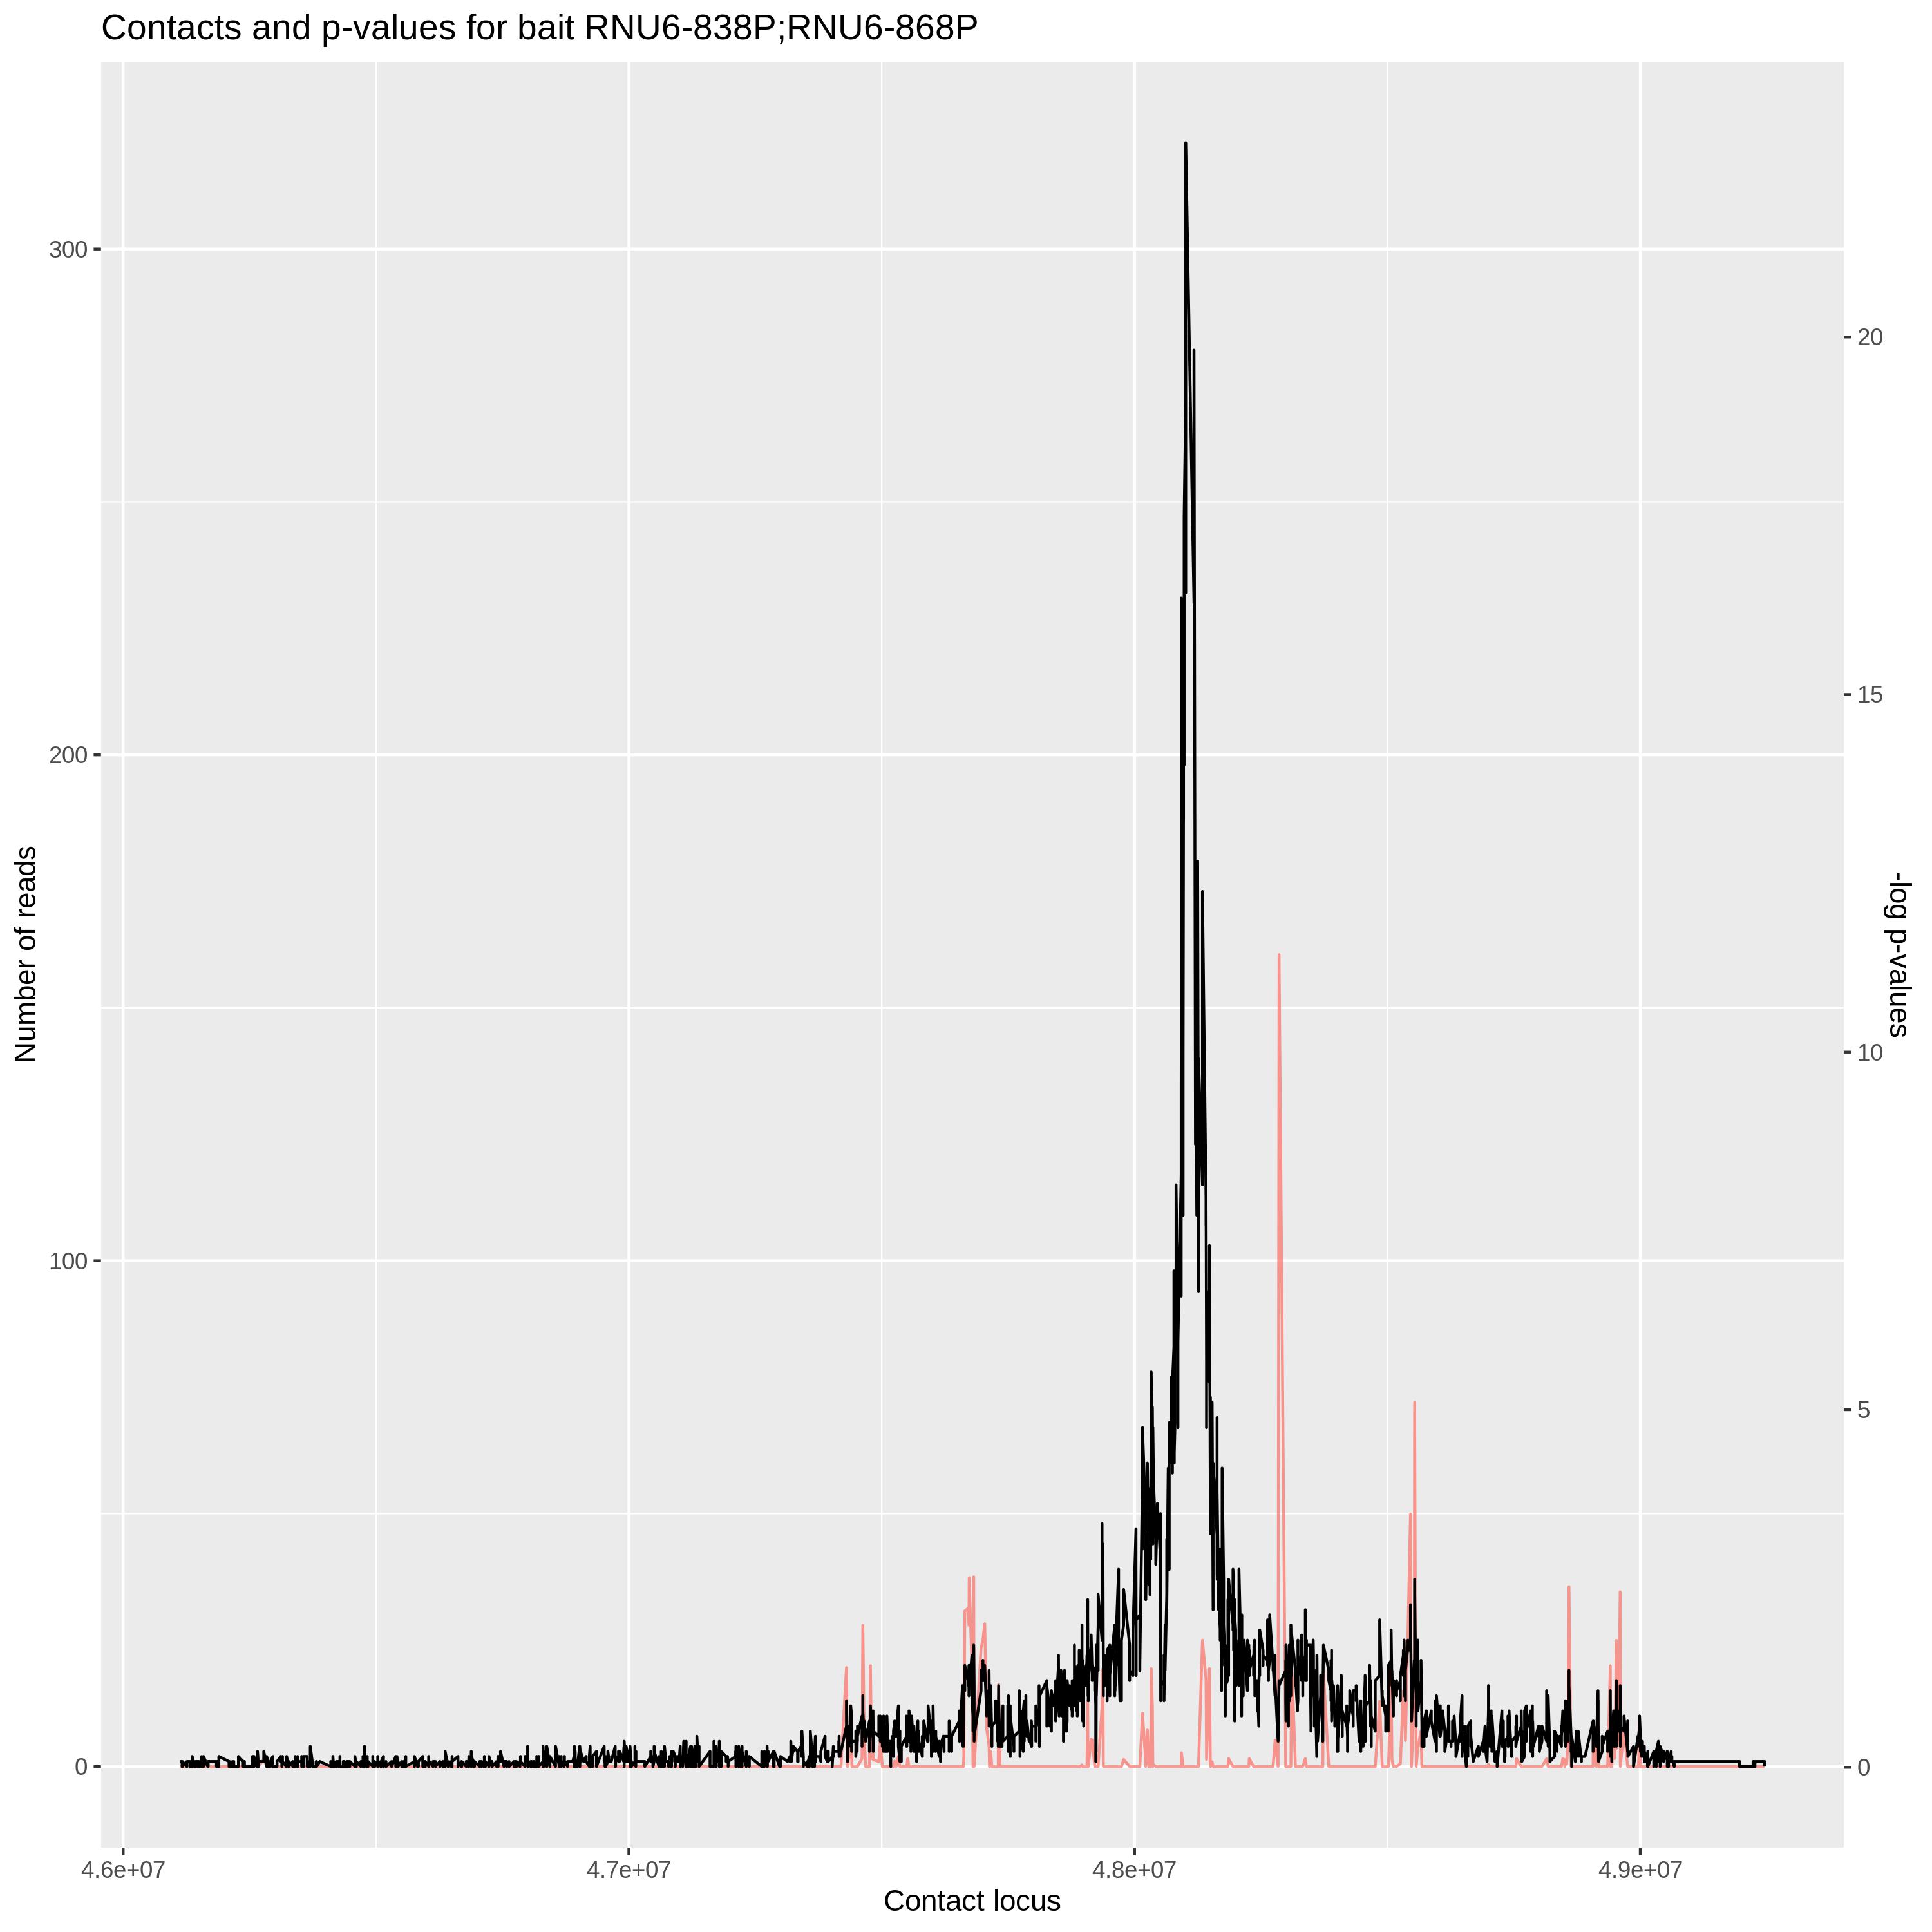 Contacts and p-values for bait RNU6-838P;RNU6-868P
300
200
100
0
Number of reads
20
15
10
5
0
-log p-values
4.6e+07
4.7e+07
4.8e+07
4.9e+07
Contact locus